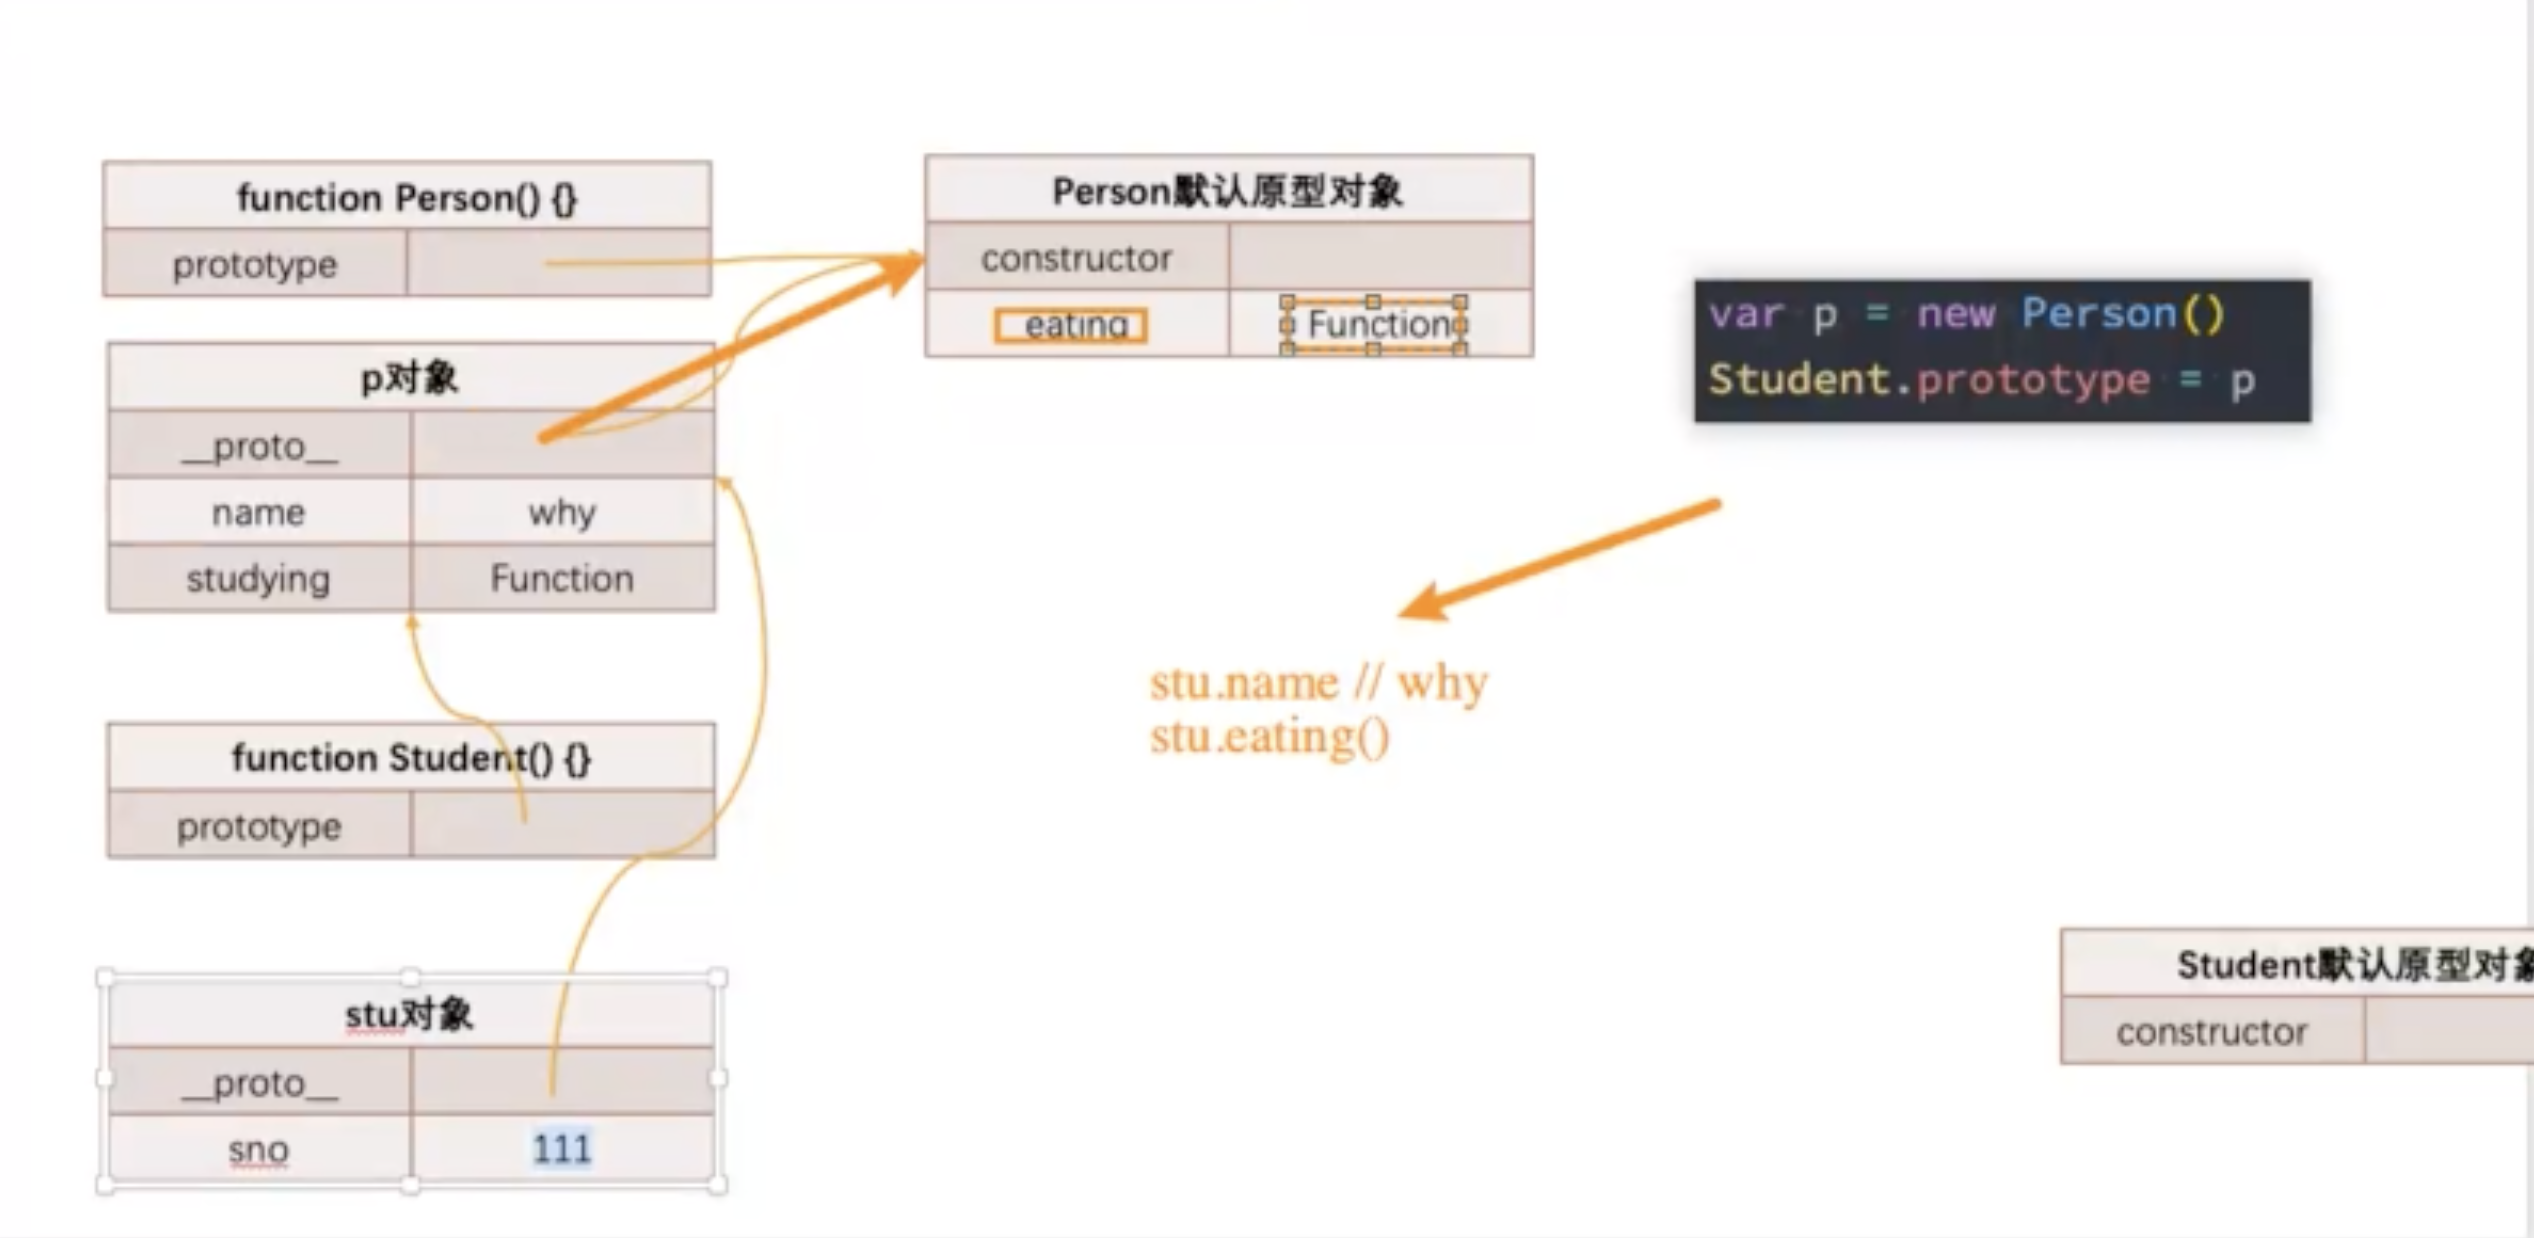 function Person() {}
prototype
p对象
__proto__
name why
studying Function
function Student() {}
prototype
stu对象
__proto__
sno 111
Person默认原型对象
constructor
eating Function
var p = new Person()
Student.prototype = p
stu.name // why
stu.eating()
Student默认原型对象
constructor